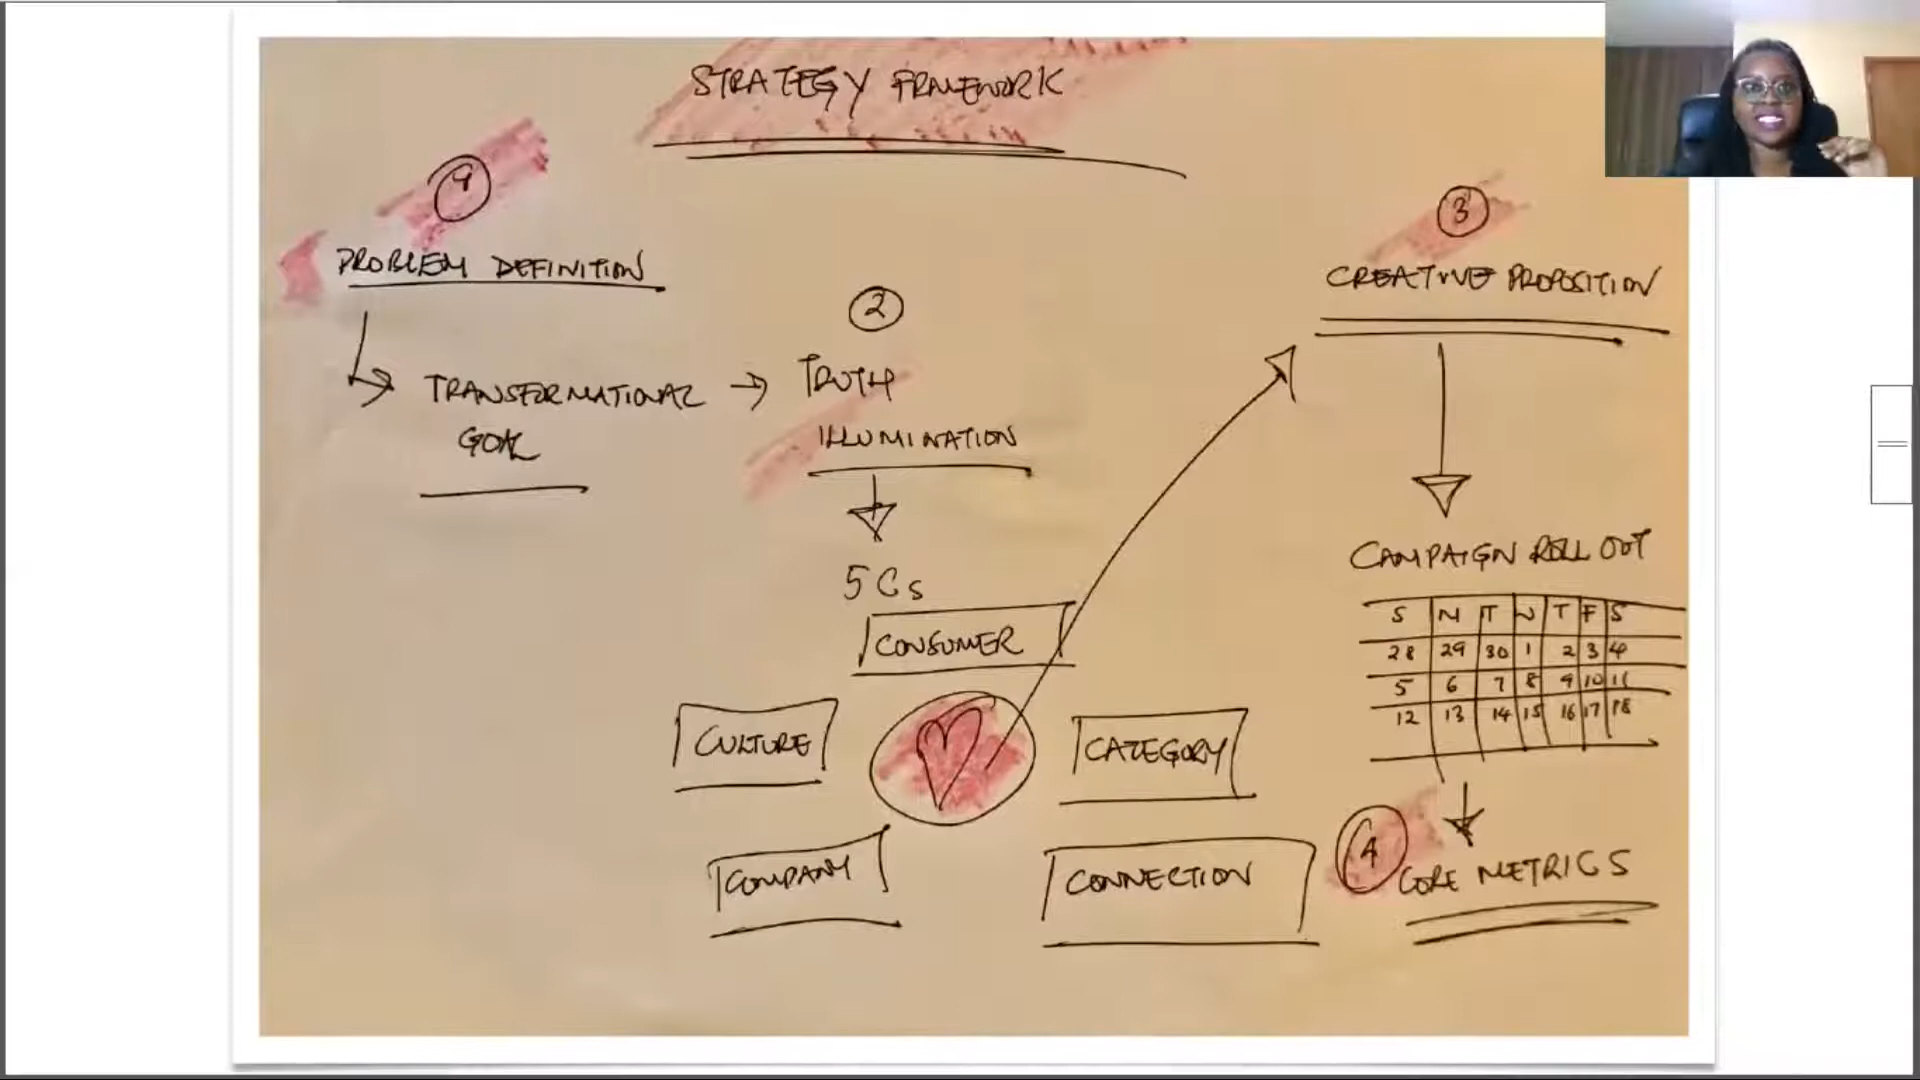 STRATEGY FRAMEWORK
1
PROBLEM DEFINITION
TRANSFORMATIONAL
GOAL
2
TRUTH
ILLUMINATION
5 Cs
CONSUMER
CULTURE
CATEGORY
COMPANY
CONNECTION
3
CREATIVE PROPOSITION
CAMPAIGN ROLL OUT
S M T W T F S
28 29 30 1 2 3 4
5 6 7 8 9 10 11
12 13 14 15 16 17 18
4
CORE METRICS